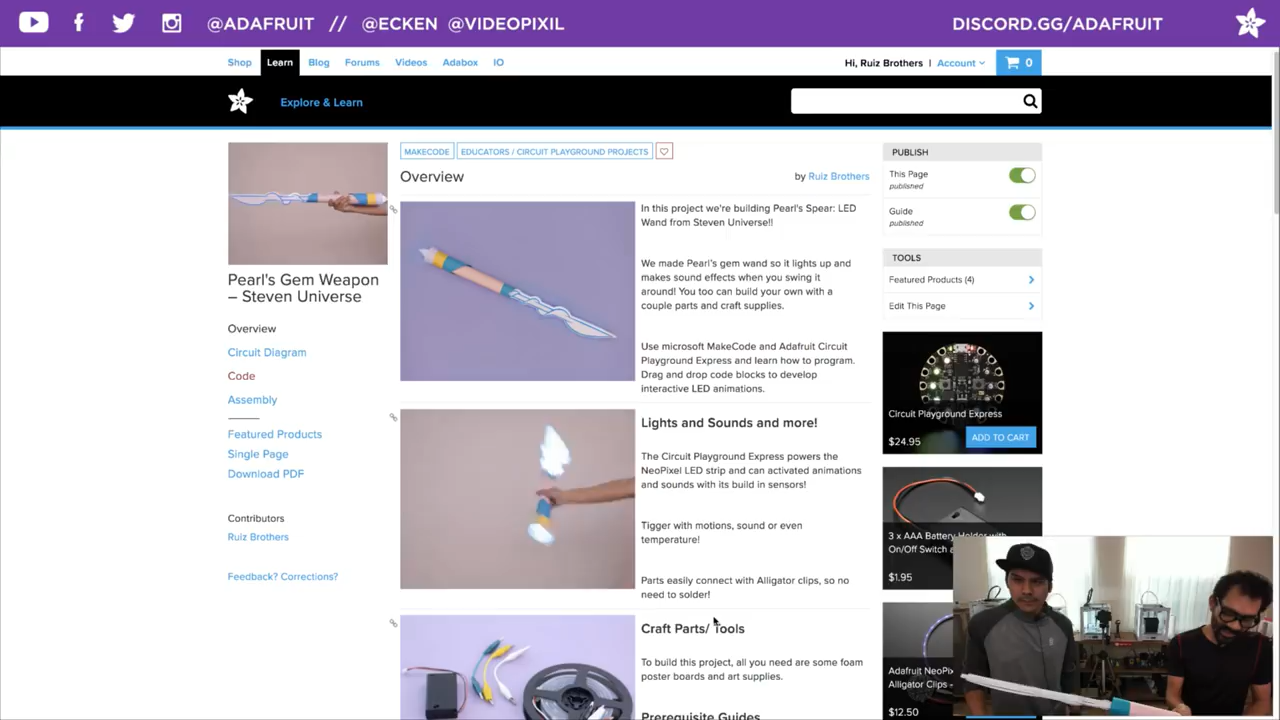 @ADAFRUIT // @ECKEN @VIDEOPIXIL
DISCORD.GG/ADAFRUIT
Shop Learn Blog Forums Videos Adabox IO
Hi, Ruiz Brothers | Account 0
Explore & Learn
MAKECODE EDUCATORS / CIRCUIT PLAYGROUND PROJECTS
Overview
by Ruiz Brothers
Pearl's Gem Weapon
– Steven Universe
Overview
Circuit Diagram
Code
Assembly
Featured Products
Single Page
Download PDF
Contributors
Ruiz Brothers
Feedback? Corrections?
In this project we're building Pearl's Spear: LED
Wand from Steven Universe!!
We made Pearl's gem wand so it lights up and
makes sound effects when you swing it
around! You too can build your own with a
couple parts and craft supplies.
Use microsoft MakeCode and Adafruit Circuit
Playground Express and learn how to program.
Drag and drop code blocks to develop
interactive LED animations.
Lights and Sounds and more!
The Circuit Playground Express powers the
NeoPixel LED strip and can activated animations
and sounds with its build in sensors!
Tigger with motions, sound or even
temperature!
Parts easily connect with Alligator clips, so no
need to solder!
Craft Parts/ Tools
To build this project, all you need are some foam
poster boards and art supplies.
Prerequisite Guides
PUBLISH
This Page
published
Guide
published
TOOLS
Featured Products (4)
Edit This Page
Circuit Playground Express
$24.95 ADD TO CART
3 x AAA Battery Holder with
On/Off Switch
$1.95
Adafruit
Alligator Clips -
$12.50